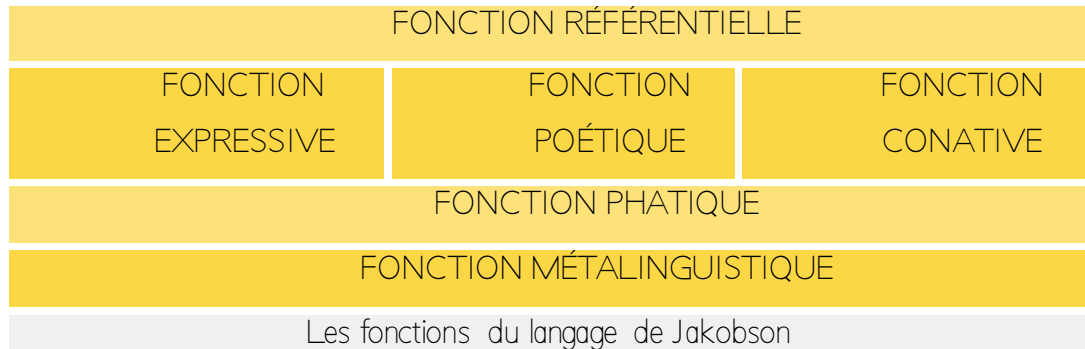 FONCTION RÉFÉRENTIELLE
FONCTION
EXPRESSIVE
FONCTION
POÉTIQUE
FONCTION
CONATIVE
FONCTION PHATIQUE
FONCTION MÉTALINGUISTIQUE
Les fonctions du langage de Jakobson